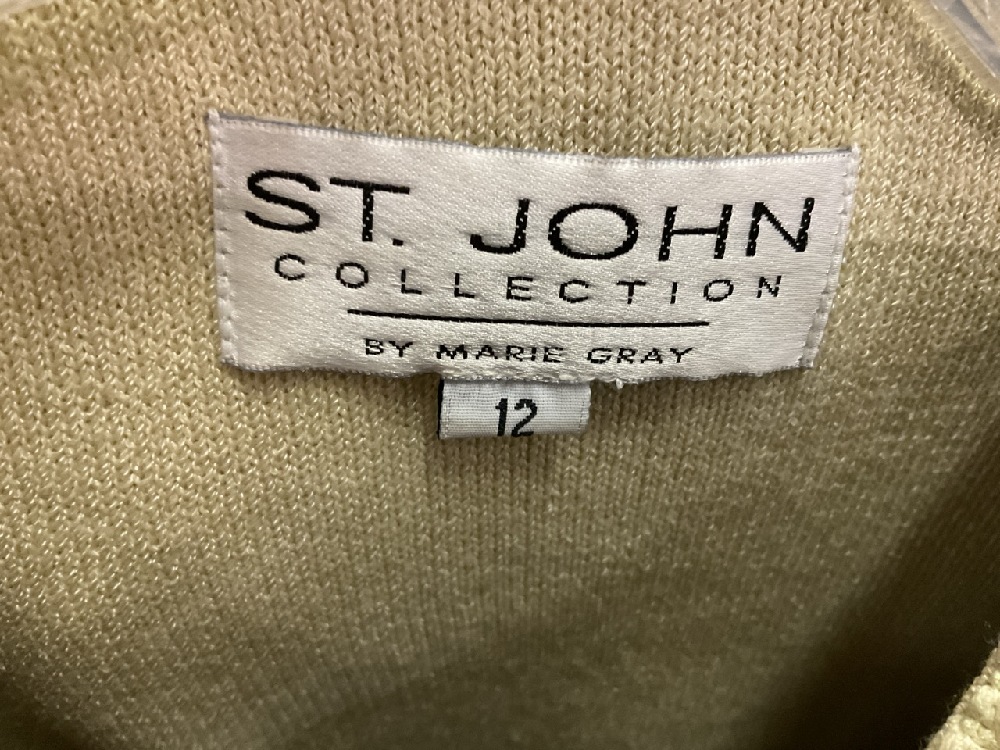 ST. JOHN
COLLECTION
BY MARIE GRAY
12